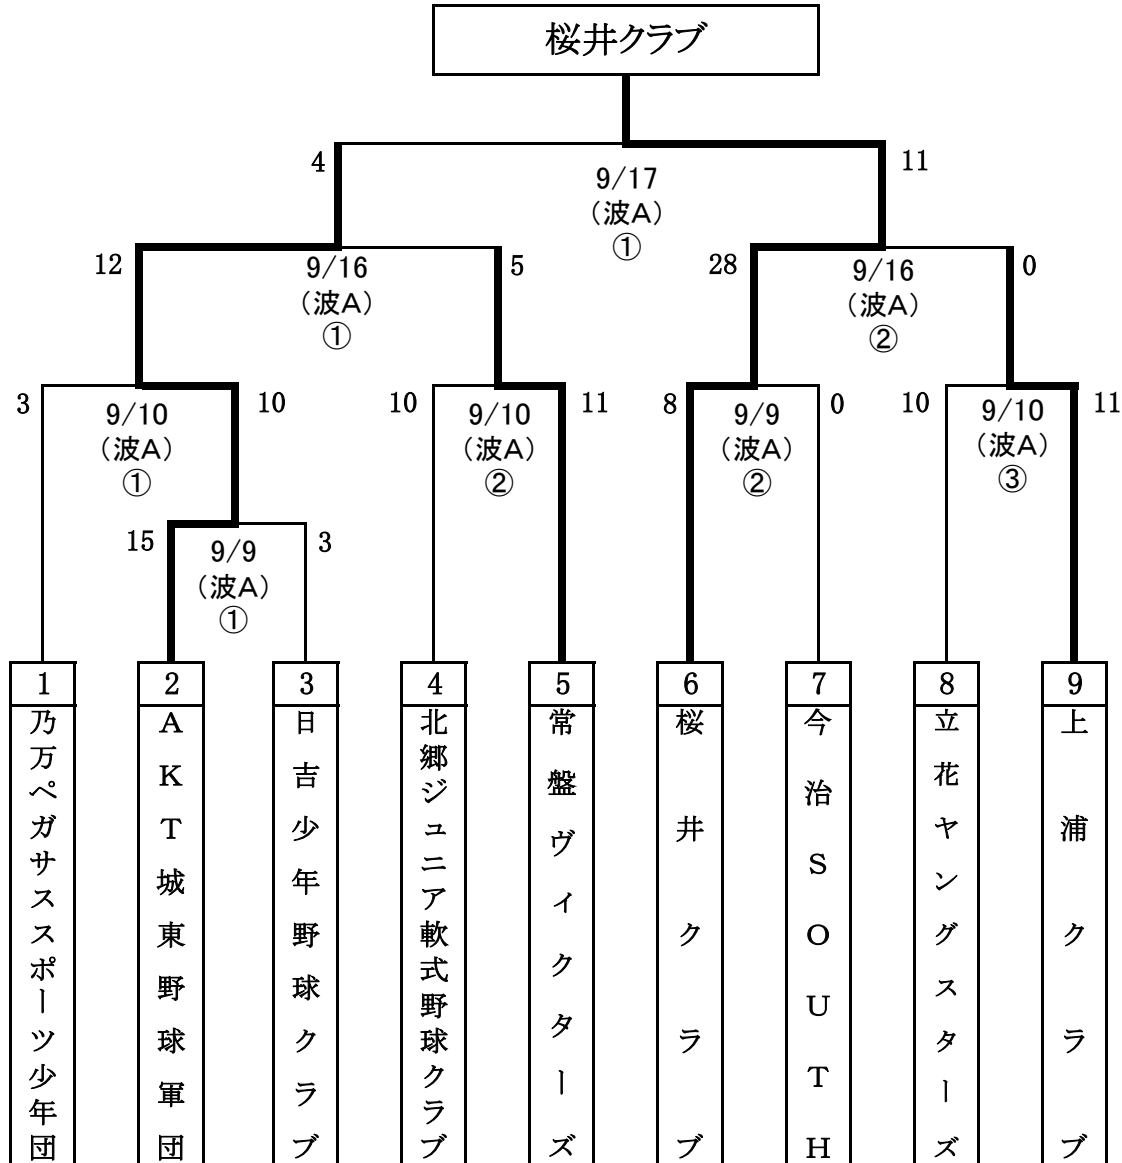 桜井クラブ
4
11
9/17
(波A)
①
12
5
28
0
9/16
(波A)
①
9/16
(波A)
②
3
10
10
11
8
0
10
11
9/10
(波A)
①
9/10
(波A)
②
9/9
(波A)
②
9/10
(波A)
③
15
3
9/9
(波A)
①
1
2
3
4
5
6
7
8
9
乃万ペガサススポーツ少年団
AKT城東野球軍団
日吉少年野球クラブ
北郷ジュニア軟式野球クラブ
常盤ヴィクターズ
桜井クラブ
今治SOUTH
立花ヤングスターズ
上浦クラブ